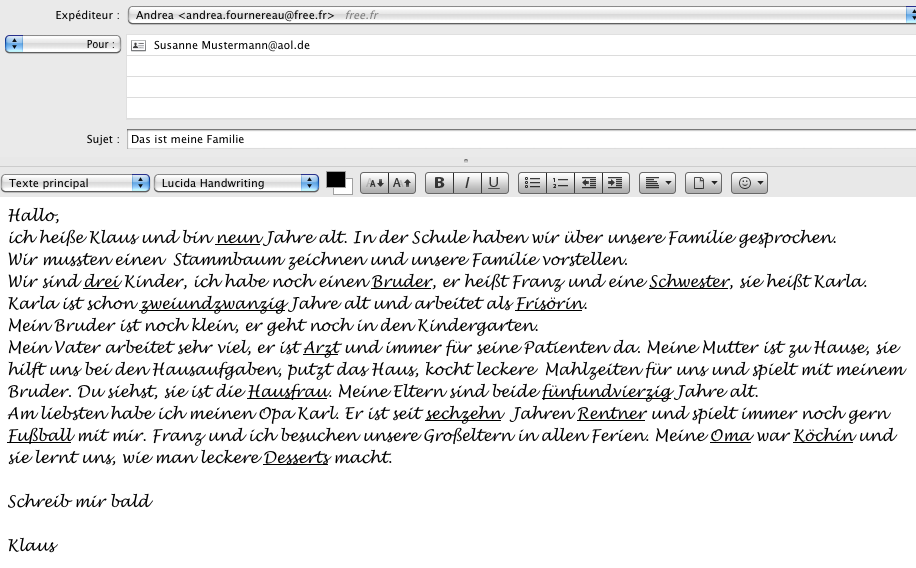 Expéditeur : Andrea <andrea.fournereau@free.fr> free.fr
Pour : Susanne Mustermann@aol.de
Sujet : Das ist meine Familie
Texte principal Lucida Handwriting A A B I U
Hallo,
ich heiße Klaus und bin neun Jahre alt. In der Schule haben wir über unsere Familie gesprochen.
Wir mussten einen Stammbaum zeichnen und unsere Familie vorstellen.
Wir sind drei Kinder, ich habe noch einen Bruder, er heißt Franz und eine Schwester, sie heißt Karla.
Karla ist schon zweiundzwanzig Jahre alt und arbeitet als Frisörin.
Mein Bruder ist noch klein, er geht noch in den Kindergarten.
Mein Vater arbeitet sehr viel, er ist Arzt und immer für seine Patienten da. Meine Mutter ist zu Hause, sie
hilft uns bei den Hausaufgaben, putzt das Haus, kocht leckere Mahlzeiten für uns und spielt mit meinem
Bruder. Du siehst, sie ist die Hausfrau. Meine Eltern sind beide fünfundvierzig Jahre alt.
Am liebsten habe ich meinen Opa Karl. Er ist seit sechzehn Jahren Rentner und spielt immer noch gern
Fußball mit mir. Franz und ich besuchen unsere Großeltern in allen Ferien. Meine Oma war Köchin und
sie lernt uns, wie man leckere Desserts macht.
Schreib mir bald
Klaus